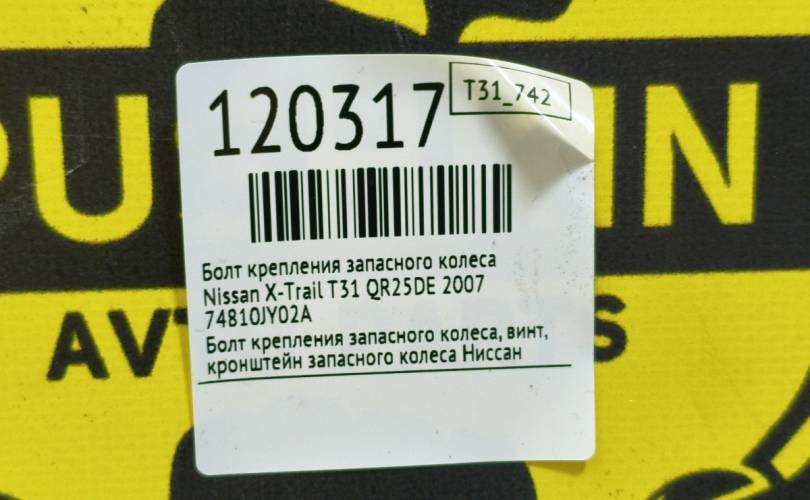 120317
T31_742
Болт крепления запасного колеса
Nissan X-Trail T31 QR25DE 2007
74810JY02A
Болт крепления запасного колеса, винт,
кронштейн запасного колеса Ниссан